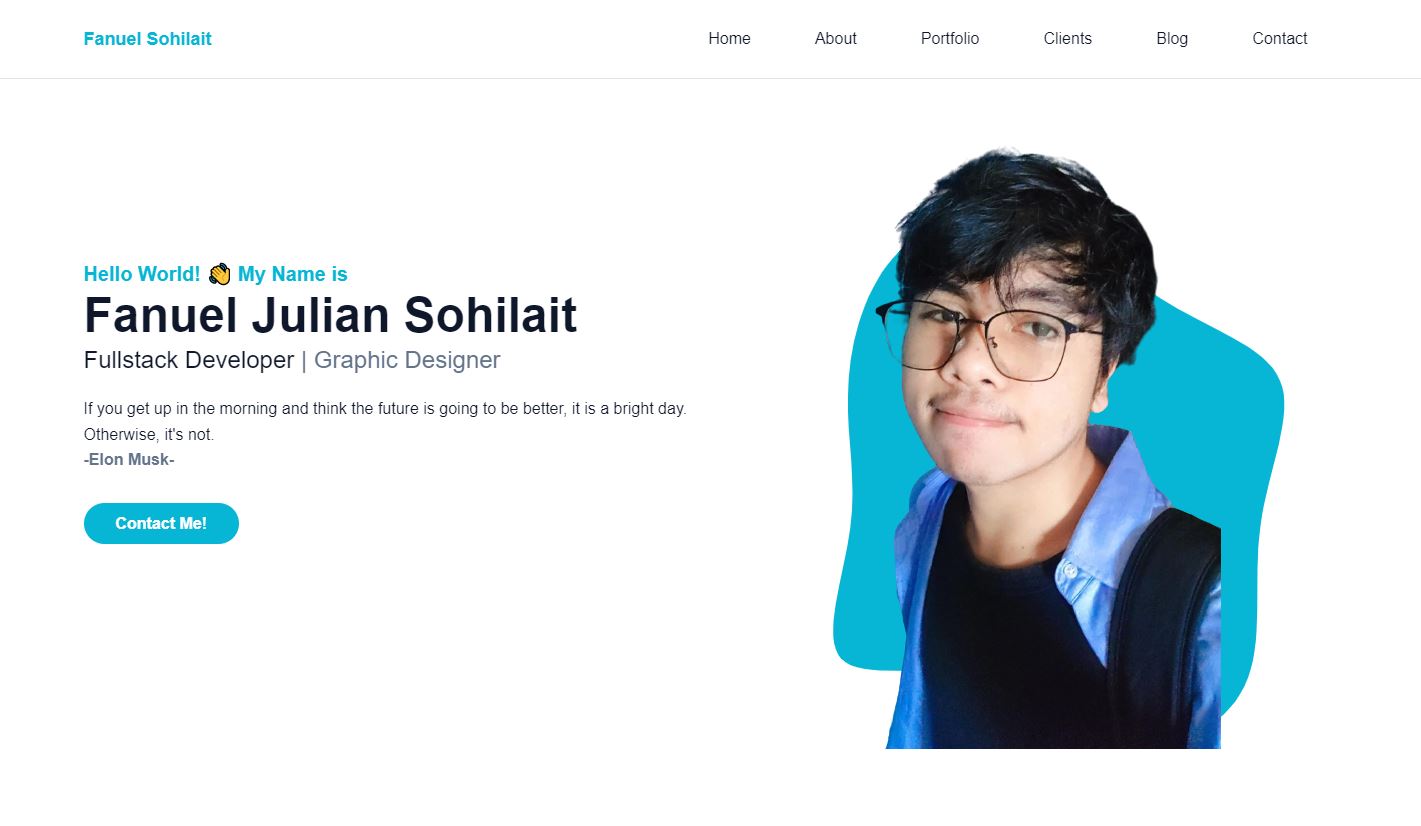 Fanuel Sohilait
Home About Portfolio Clients Blog Contact
Hello World! 👋 My Name is
Fanuel Julian Sohilait
Fullstack Developer | Graphic Designer
If you get up in the morning and think the future is going to be better, it is a bright day.
Otherwise, it's not.
-Elon Musk-
Contact Me!